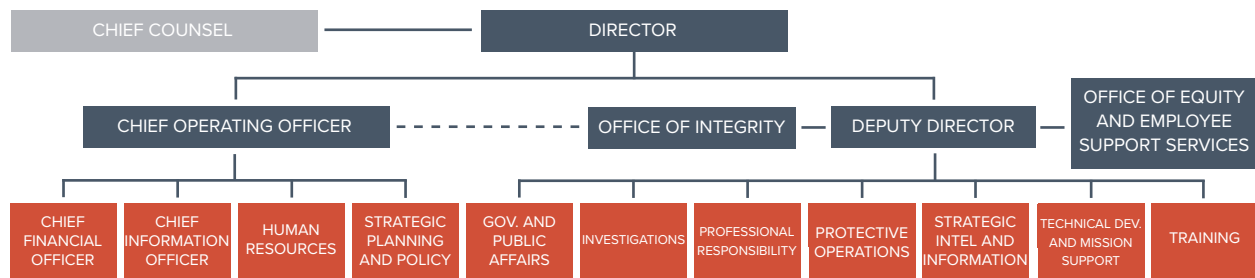 CHIEF COUNSEL
DIRECTOR
CHIEF OPERATING OFFICER
OFFICE OF INTEGRITY
DEPUTY DIRECTOR
OFFICE OF EQUITY
AND EMPLOYEE
SUPPORT SERVICES
CHIEF
FINANCIAL
OFFICER
CHIEF
INFORMATION
OFFICER
HUMAN
RESOURCES
STRATEGIC
PLANNING
AND POLICY
GOV. AND
PUBLIC
AFFAIRS
INVESTIGATIONS
PROFESSIONAL
RESPONSIBILITY
PROTECTIVE
OPERATIONS
STRATEGIC
INTEL AND
INFORMATION
TECHNICAL DEV.
AND MISSION
SUPPORT
TRAINING